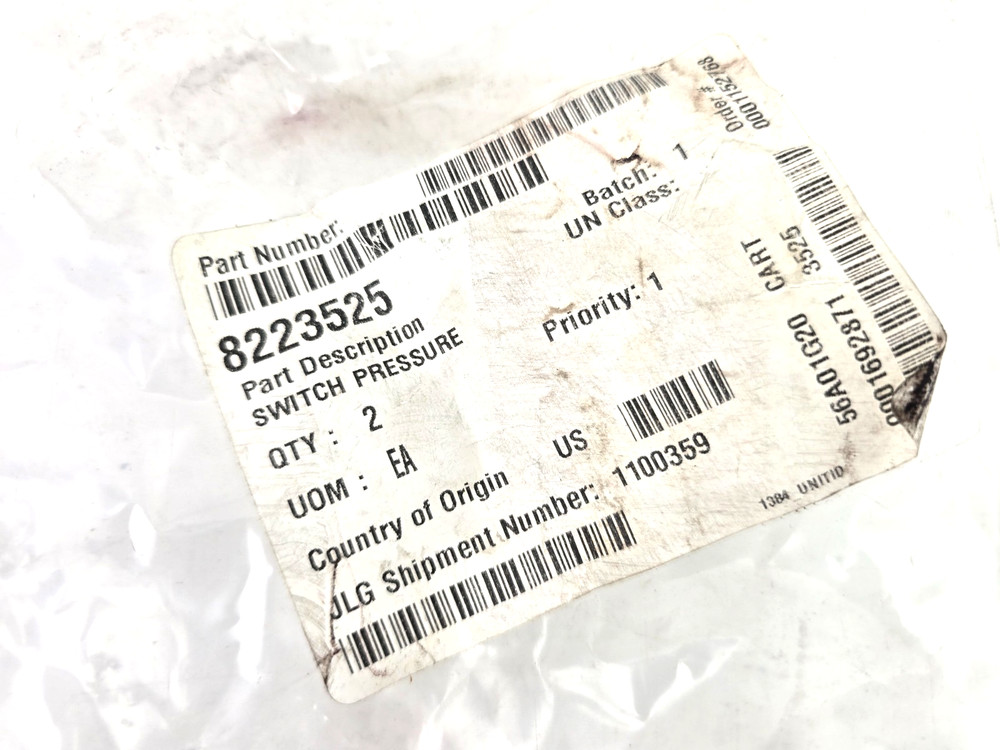 Part Number:
8223525
Part Description
SWITCH PRESSURE
QTY : 2
UOM : EA
Country of Origin US
JLG Shipment Number: 1100359
Batch: 1
UN Class:
Priority: 1
Order #
0001152768
CART 3525
56A01G20
0001692871
1384 UNITID